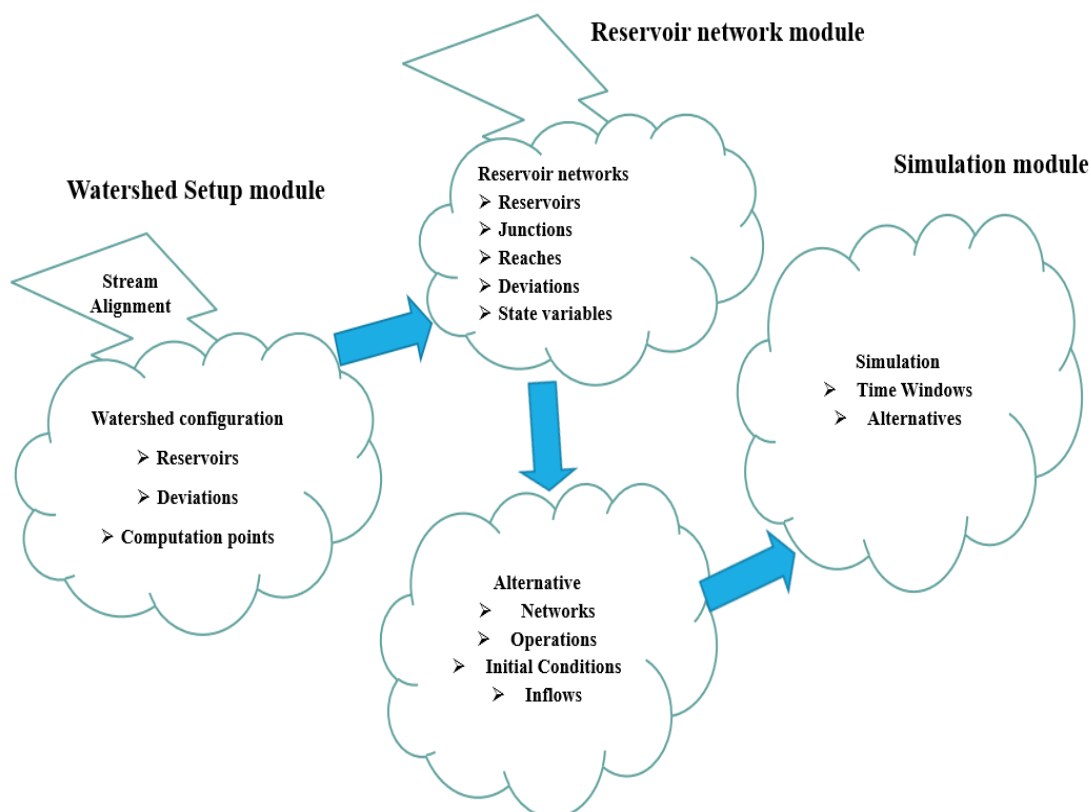 Reservoir network module
Watershed Setup module
Simulation module
Stream
Alignment
Watershed configuration
➢ Reservoirs
➢ Deviations
➢ Computation points
Reservoir networks
➢ Reservoirs
➢ Junctions
➢ Reaches
➢ Deviations
➢ State variables
Alternative
➢ Networks
➢ Operations
➢ Initial Conditions
➢ Inflows
Simulation
➢ Time Windows
➢ Alternatives